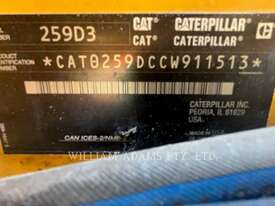 259D3
CAT® CATERPILLAR®
CAT® CATERPILLAR
*CAT0259DCCW911513*
CATERPILLAR INC.
PEORIA, IL 61629
USA.
CAN ICES-2/NMB-2
WILLIAM ADAMS PTY. LTD.